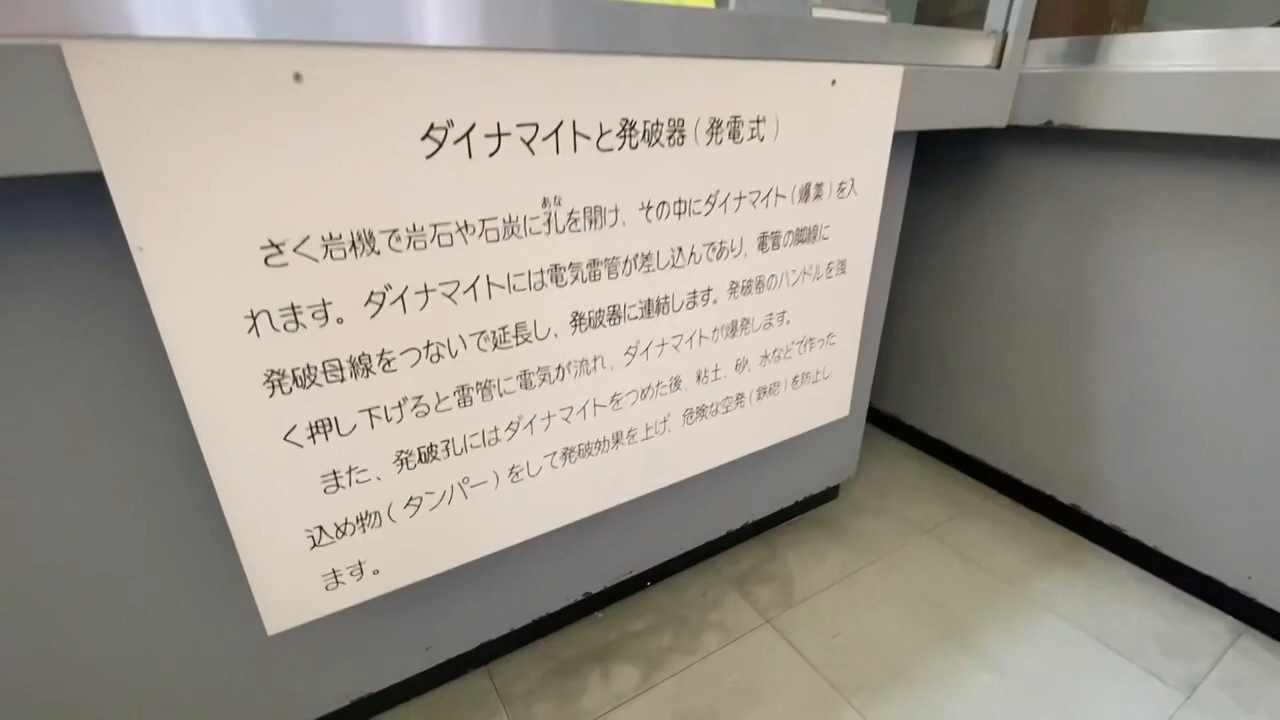 ダイナマイトと発破器(発電式)
あな
さく岩機で岩石や石炭に孔を開け、その中にダイナマイト(爆薬)を入
れます。ダイナマイトには電気雷管が差し込んであり、電管の脚線に
発破母線をつないで延長し、発破器に連結します。発破器のハンドルを強
く押し下げると雷管に電気が流れ、ダイナマイトが爆発します。
また、発破孔にはダイナマイトをつめた後、粘土、砂、水などで作った
込め物(タンパー)をして発破効果を上げ、危険な空発(鉄砲)を防止し
ます。